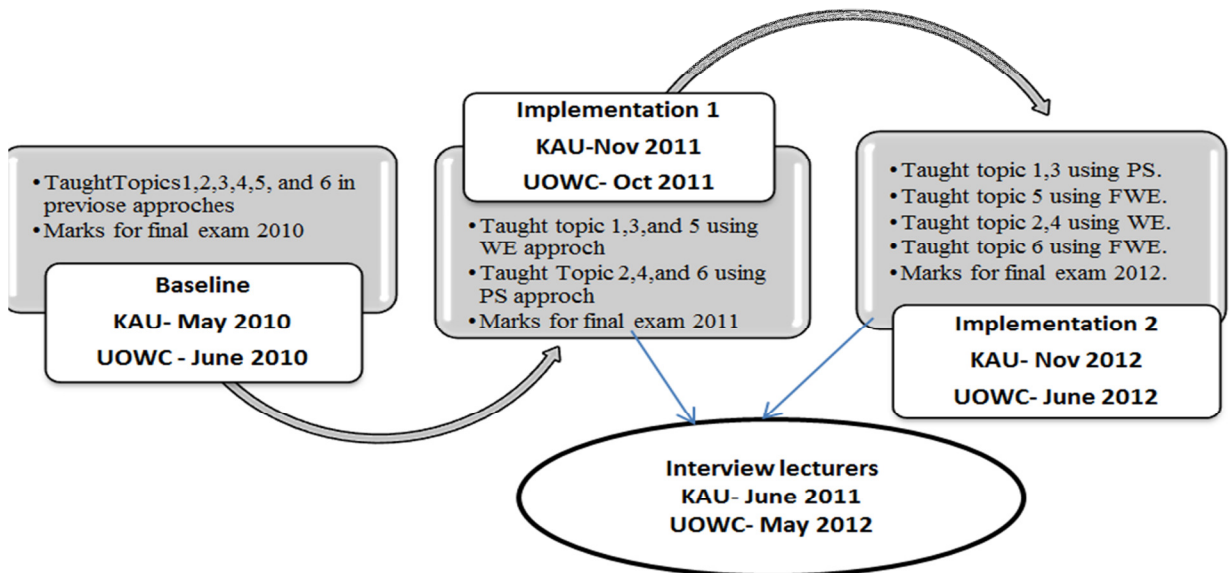 • TaughtTopics1,2,3,4,5, and 6 in
previose approaches
• Marks for final exam 2010
Baseline
KAU- May 2010
UOWC - June 2010
Implementation 1
KAU-Nov 2011
UOWC- Oct 2011
• Taught topic 1,3,and 5 using
WE approch
• Taught Topic 2,4,and 6 using
PS approch
• Marks for final exam 2011
• Taught topic 1,3 using PS.
• Taught topic 5 using FWE.
• Taught topic 2,4 using WE.
• Taught topic 6 using FWE.
• Marks for final exam 2012.
Implementation 2
KAU- Nov 2012
UOWC- June 2012
Interview lecturers
KAU- June 2011
UOWC- May 2012